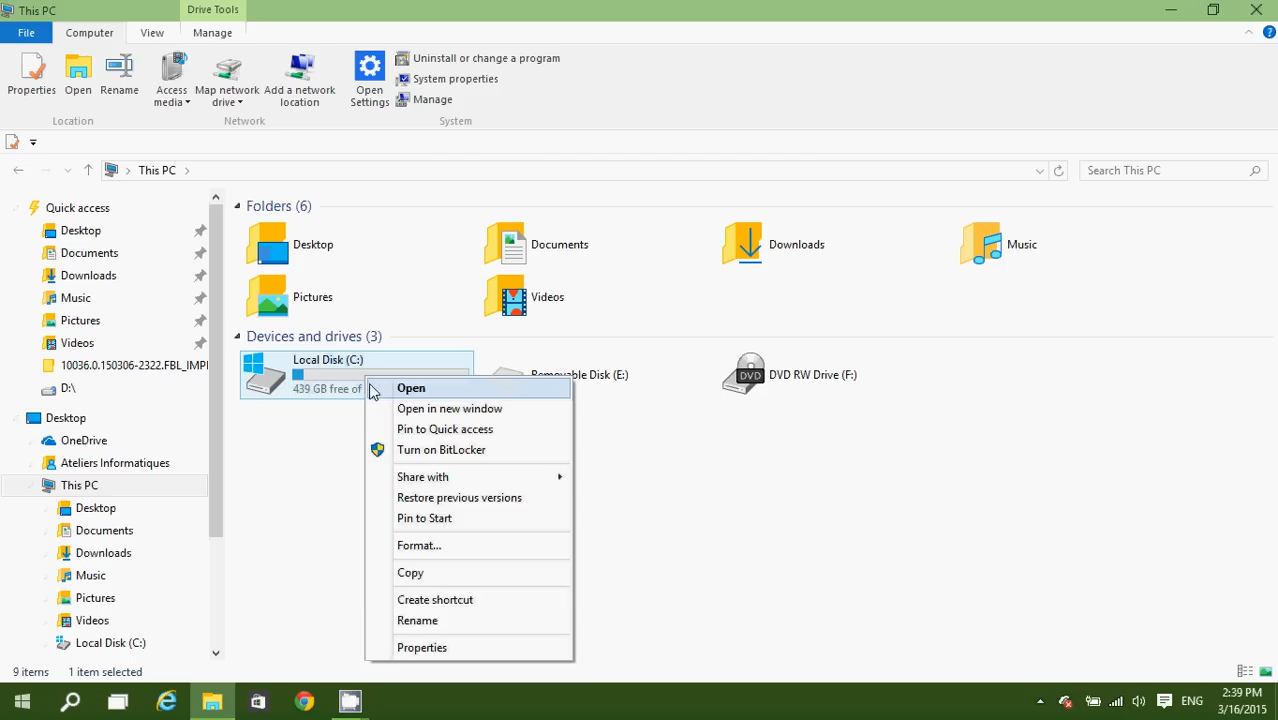 This PC
Drive Tools
File
Computer
View
Manage
Properties
Open
Rename
Access media
Map network drive
Add a network location
Open Settings
Uninstall or change a program
System properties
Manage
Location
Network
System
This PC
Search This PC
Quick access
Desktop
Documents
Downloads
Music
Pictures
Videos
10036.0.150306-2322.FBL_IMPI
D:\
Desktop
OneDrive
Ateliers Informatiques
This PC
Desktop
Documents
Downloads
Music
Pictures
Videos
Local Disk (C:)
Folders (6)
Desktop
Documents
Downloads
Music
Pictures
Videos
Devices and drives (3)
Local Disk (C:)
439 GB free of
Removable Disk (E:)
DVD
DVD RW Drive (F:)
Open
Open in new window
Pin to Quick access
Turn on BitLocker
Share with
Restore previous versions
Pin to Start
Format...
Copy
Create shortcut
Rename
Properties
9 items
1 item selected
ENG
2:39 PM
3/16/2015